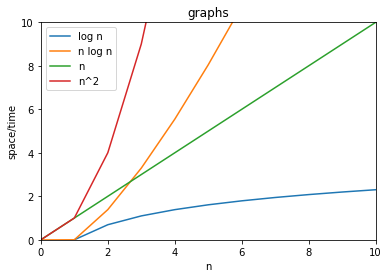 graphs
log n
n log n
n
n^2
space/time
10
8
6
4
2
0
0 2 4 6 8 10
n